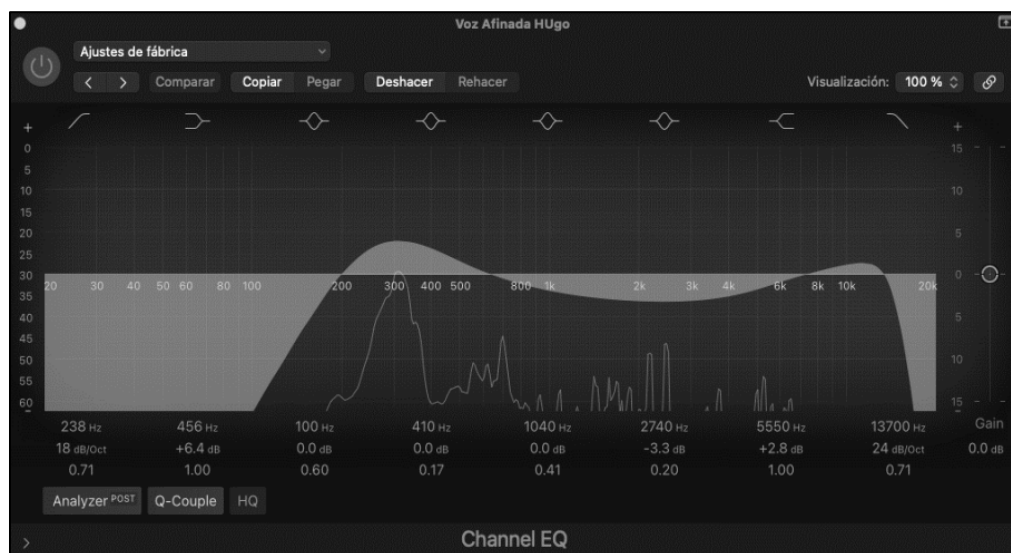 Voz Afinada HUgo
Ajustes de fábrica
Comparar Copiar Pegar Deshacer Rehacer Visualización: 100 %
+ +
0 15
5
10 10
15
20 5
25
30 0
20 30 40 50 60 80 100 200 300 400 500 800 1k 2k 3k 4k 6k 8k 10k 20k
35
40 5
45
50 10
55
60 15
238 Hz 456 Hz 100 Hz 410 Hz 1040 Hz 2740 Hz 5550 Hz 13700 Hz Gain
18 dB/Oct +6.4 dB 0.0 dB 0.0 dB 0.0 dB -3.3 dB +2.8 dB 24 dB/Oct 0.0 dB
0.71 1.00 0.60 0.17 0.41 0.20 1.00 0.71
Analyzer POST Q-Couple HQ
Channel EQ